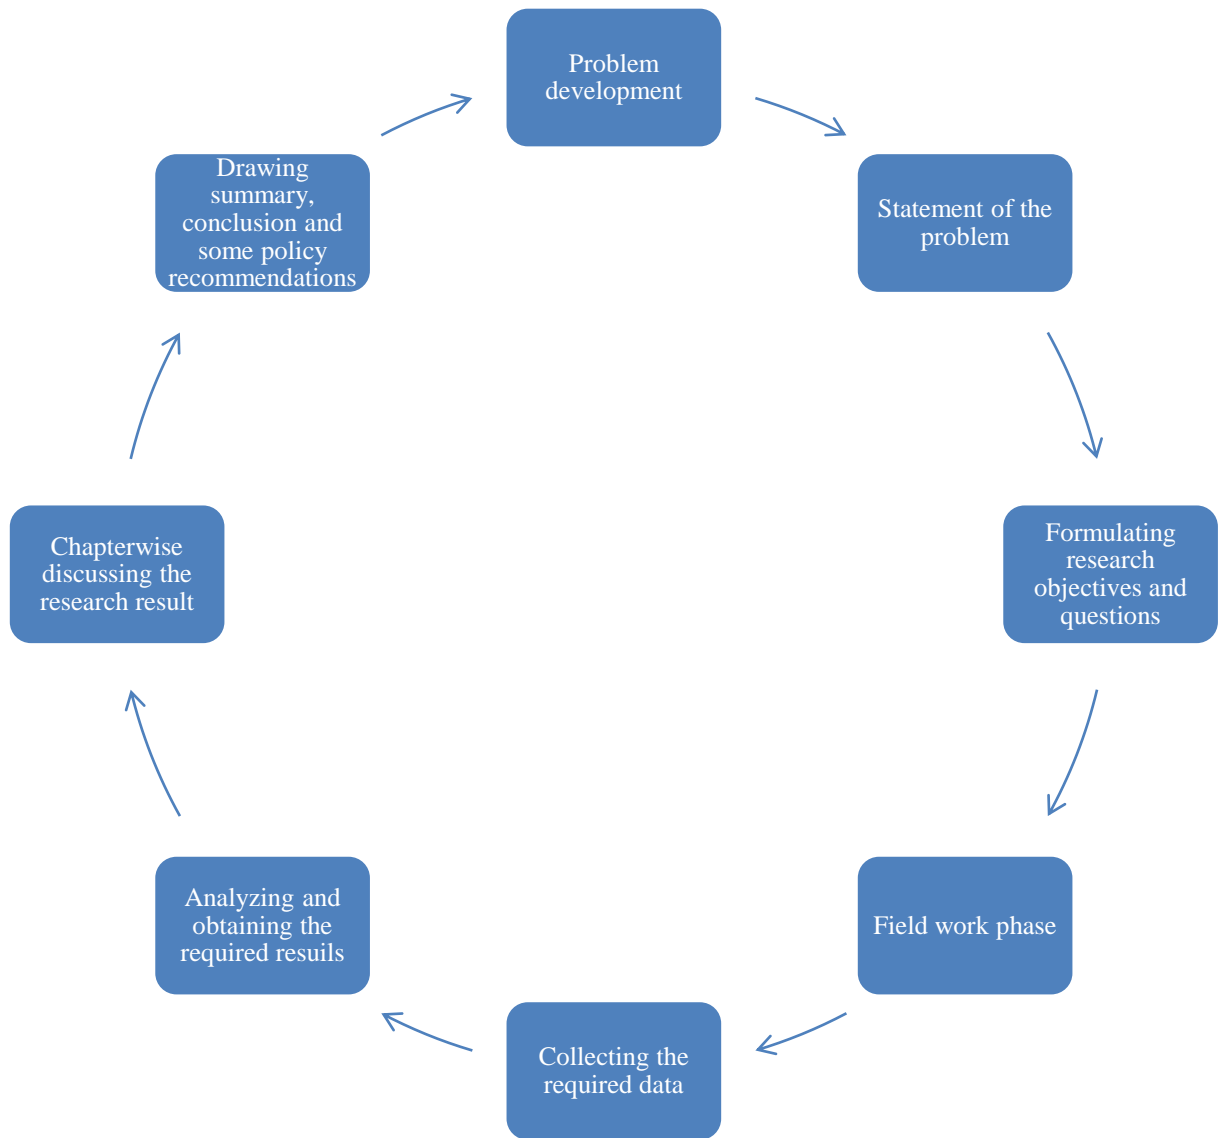 Problem
development
Statement of the
problem
Formulating
research
objectives and
questions
Field work phase
Collecting the
required data
Analyzing and
obtaining the
required resuils
Chapterwise
discussing the
research result
Drawing
summary,
conclusion and
some policy
recommendations